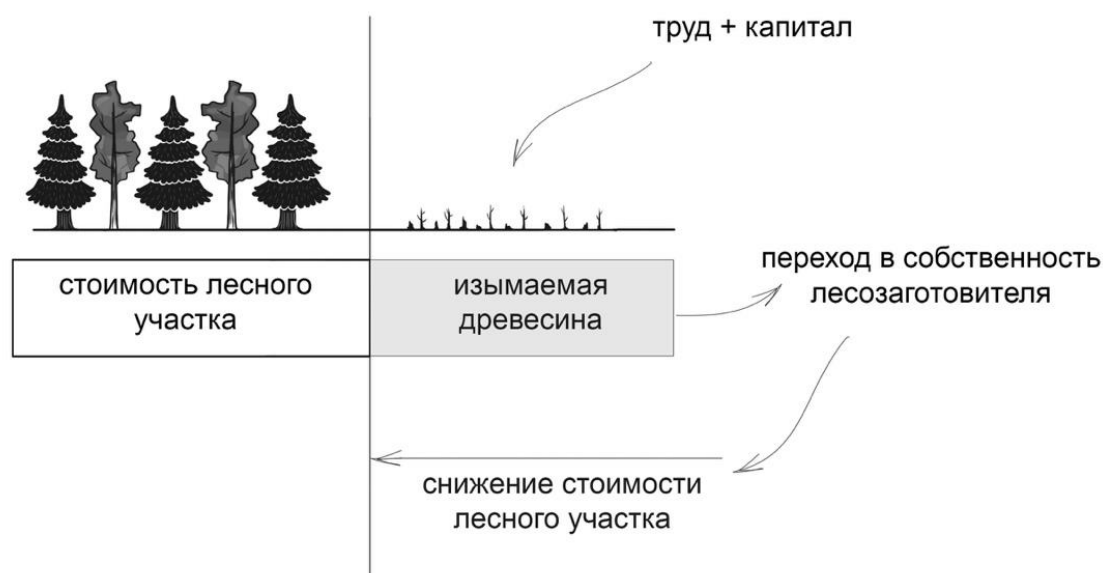 труд + капитал
стоимость лесного
участка
изымаемая
древесина
переход в собственность
лесозаготовителя
снижение стоимости
лесного участка